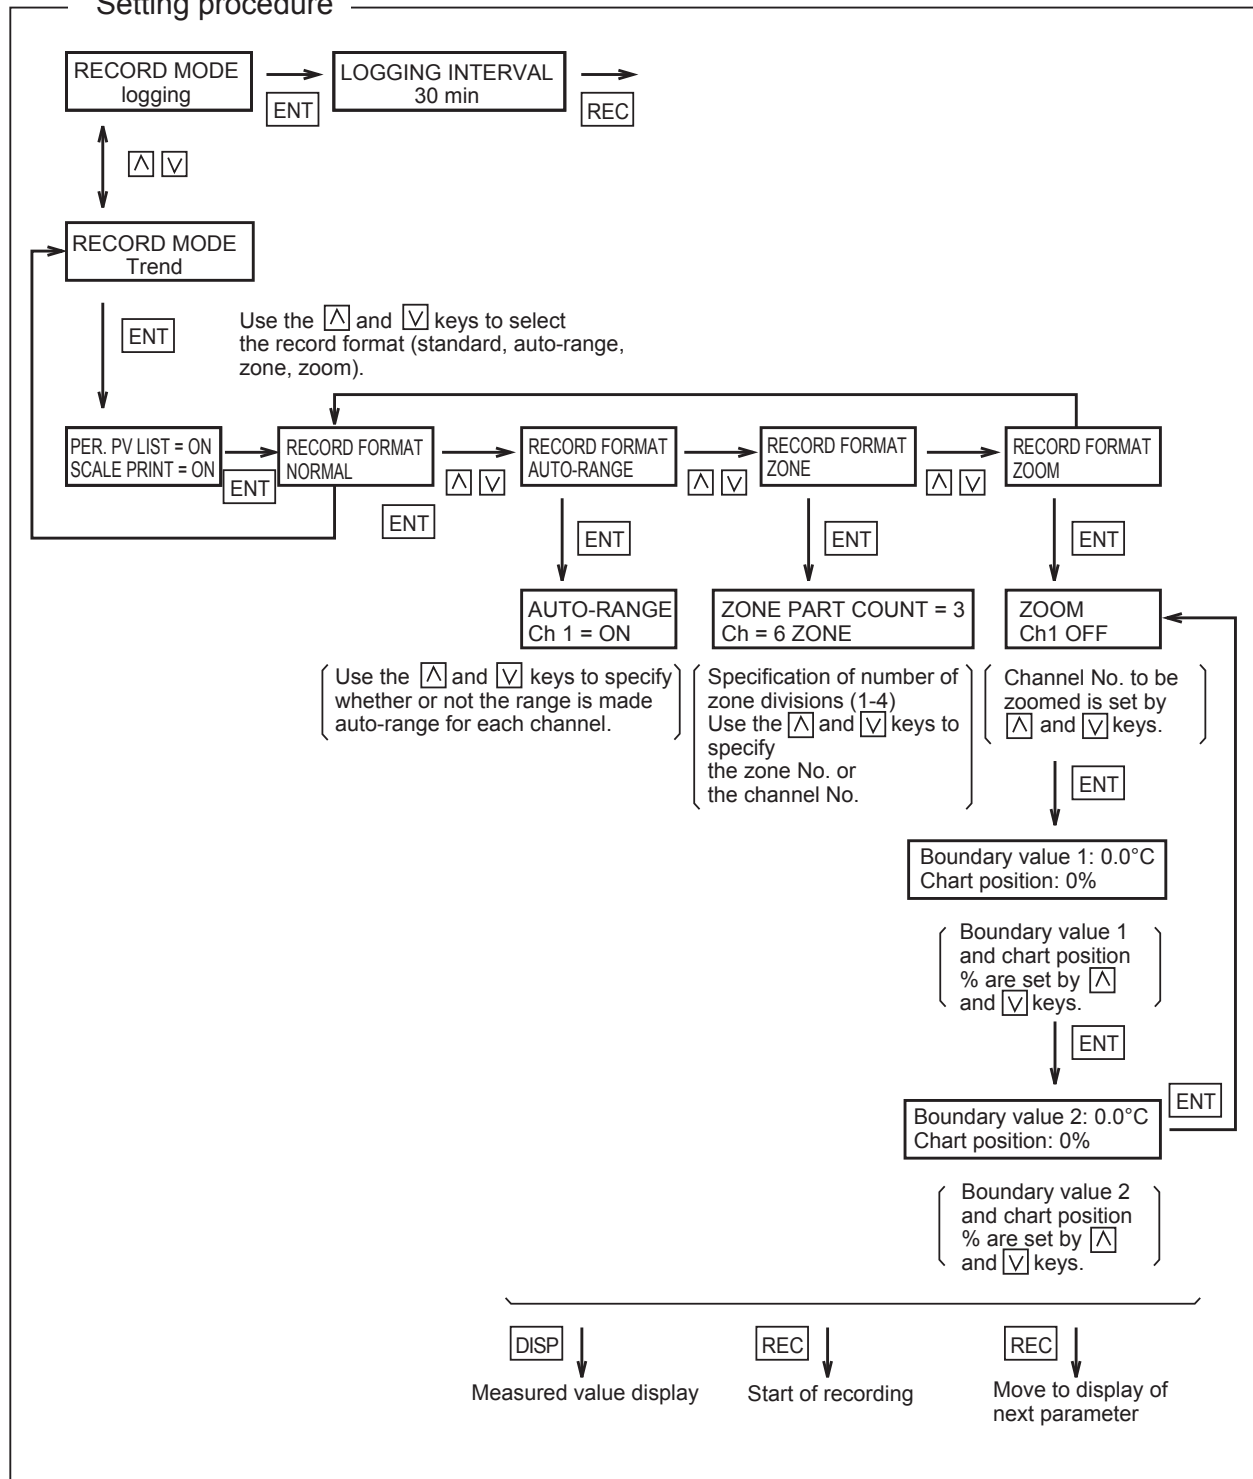 Setting procedure
RECORD MODE
logging
ENT
LOGGING INTERVAL
30 min
REC
∧ ∨
RECORD MODE
Trend
ENT
Use the ∧ and ∨ keys to select
the record format (standard, auto-range,
zone, zoom).
PER. PV LIST = ON
SCALE PRINT = ON
ENT
RECORD FORMAT
NORMAL
∧ ∨
ENT
RECORD FORMAT
AUTO-RANGE
∧ ∨
RECORD FORMAT
ZONE
∧ ∨
RECORD FORMAT
ZOOM
ENT
ENT
ENT
AUTO-RANGE
Ch 1 = ON
Use the ∧ and ∨ keys to specify
whether or not the range is made
auto-range for each channel.
ZONE PART COUNT = 3
Ch = 6 ZONE
Specification of number of
zone divisions (1-4)
Use the ∧ and ∨ keys to
specify
the zone No. or
the channel No.
ZOOM
Ch1 OFF
Channel No. to be
zoomed is set by
∧ and ∨ keys.
ENT
Boundary value 1: 0.0°C
Chart position: 0%
Boundary value 1
and chart position
% are set by ∧
and ∨ keys.
ENT
Boundary value 2: 0.0°C
Chart position: 0%
ENT
Boundary value 2
and chart position
% are set by ∧
and ∨ keys.
DISP
Measured value display
REC
Start of recording
REC
Move to display of
next parameter